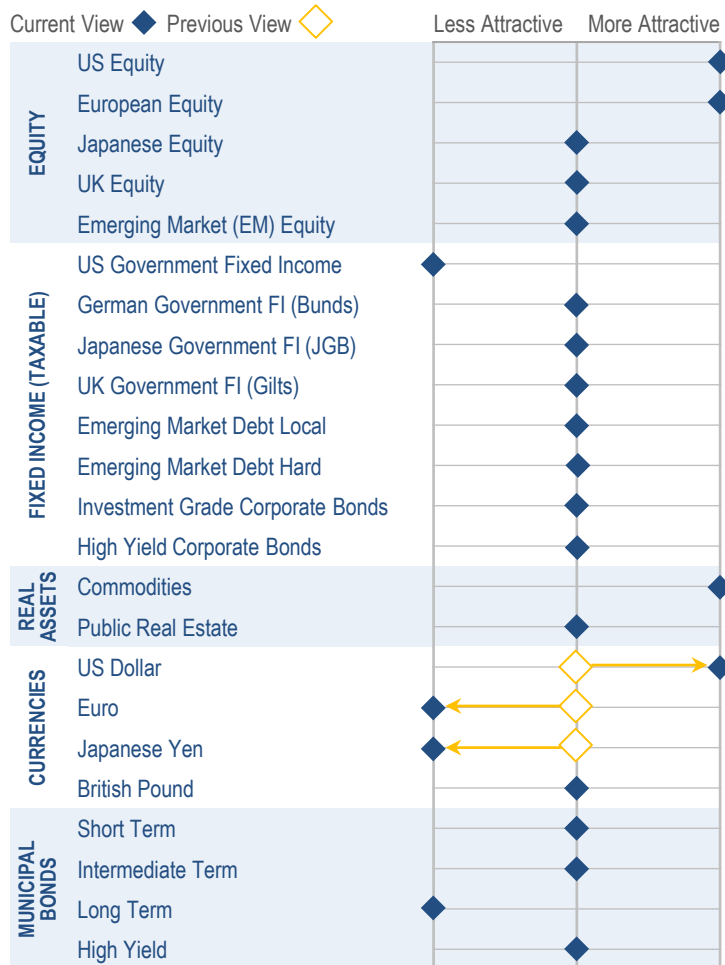 Current View Previous View Less Attractive More Attractive
EQUITY
US Equity
European Equity
Japanese Equity
UK Equity
Emerging Market (EM) Equity
FIXED INCOME (TAXABLE)
US Government Fixed Income
German Government FI (Bunds)
Japanese Government FI (JGB)
UK Government FI (Gilts)
Emerging Market Debt Local
Emerging Market Debt Hard
Investment Grade Corporate Bonds
High Yield Corporate Bonds
REAL
ASSETS
Commodities
Public Real Estate
CURRENCIES
US Dollar
Euro
Japanese Yen
British Pound
MUNICIPAL
BONDS
Short Term
Intermediate Term
Long Term
High Yield